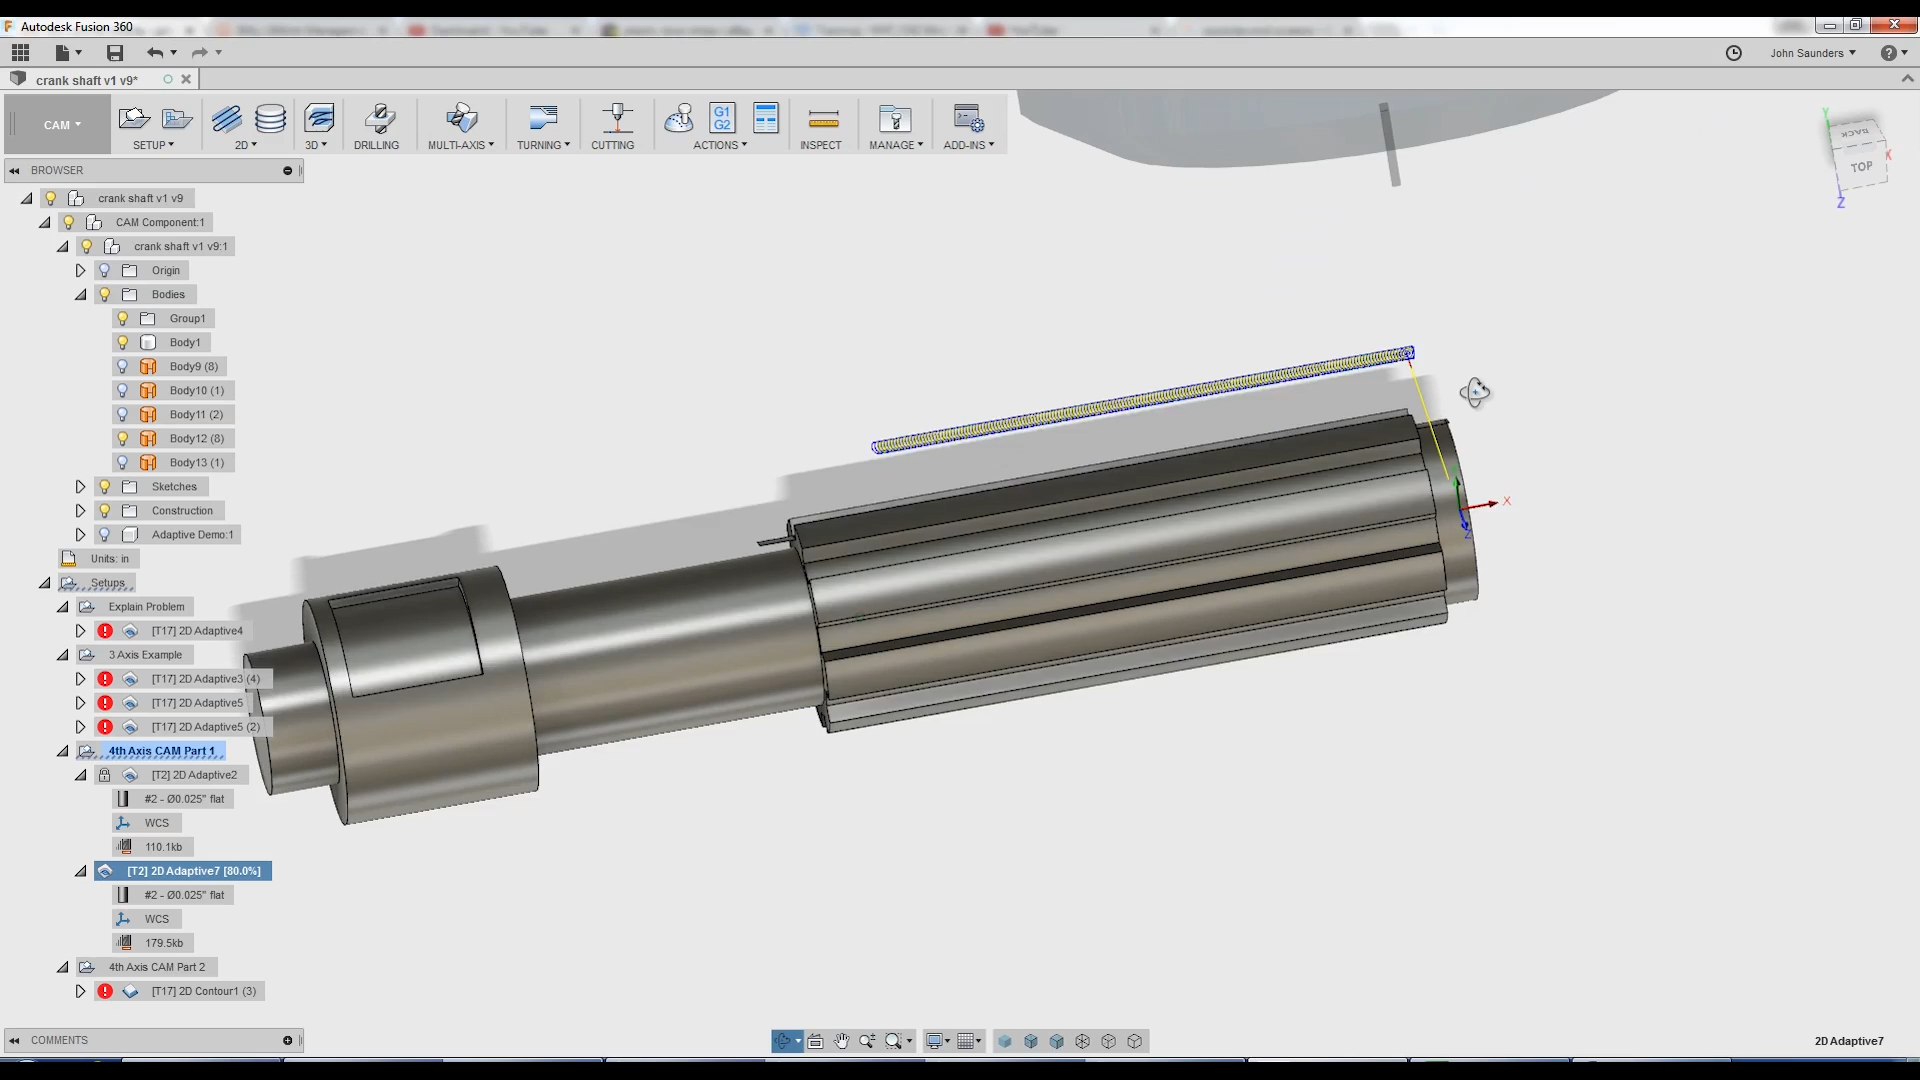 Autodesk Fusion 360
John Saunders
crank shaft v1 v9*
CAM
SETUP
2D
3D
DRILLING
MULTI-AXIS
TURNING
CUTTING
G1
G2
ACTIONS
INSPECT
MANAGE
ADD-INS
BACK
TOP
Y
X
Z
BROWSER
crank shaft v1 v9
CAM Component:1
crank shaft v1 v9:1
Origin
Bodies
Group1
Body1
Body9 (8)
Body10 (1)
Body11 (2)
Body12 (8)
Body13 (1)
Sketches
Construction
Adaptive Demo:1
Units: in
Setups
Explain Problem
[T17] 2D Adaptive4
3 Axis Example
[T17] 2D Adaptive3 (4)
[T17] 2D Adaptive5
[T17] 2D Adaptive5 (2)
4th Axis CAM Part 1
[T2] 2D Adaptive2
#2 - Ø0.025" flat
WCS
110.1kb
[T2] 2D Adaptive7 [80.0%]
#2 - Ø0.025" flat
WCS
179.5kb
4th Axis CAM Part 2
[T17] 2D Contour1 (3)
X
Z
COMMENTS
2D Adaptive7